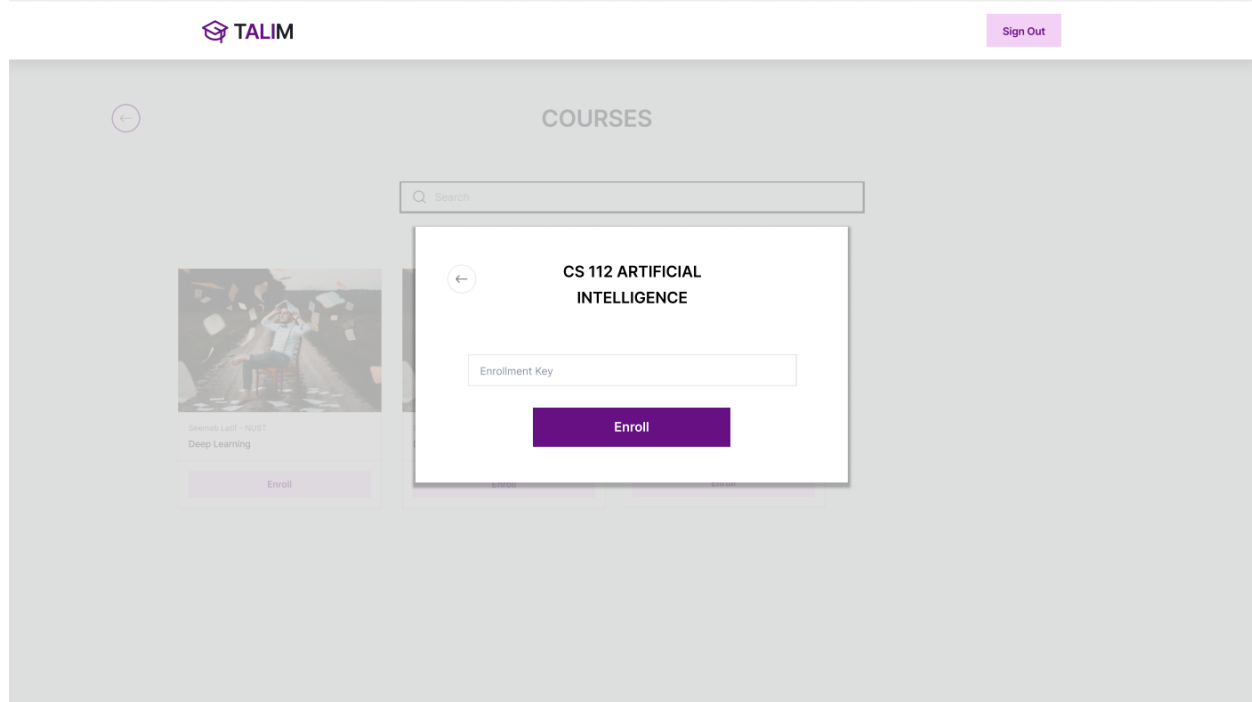 TALIM
Sign Out
COURSES
Search
CS 112 ARTIFICIAL
INTELLIGENCE
Enrollment Key
Enroll
Seemab Latif - NUST
Deep Learning
Enroll
Enroll
Enroll